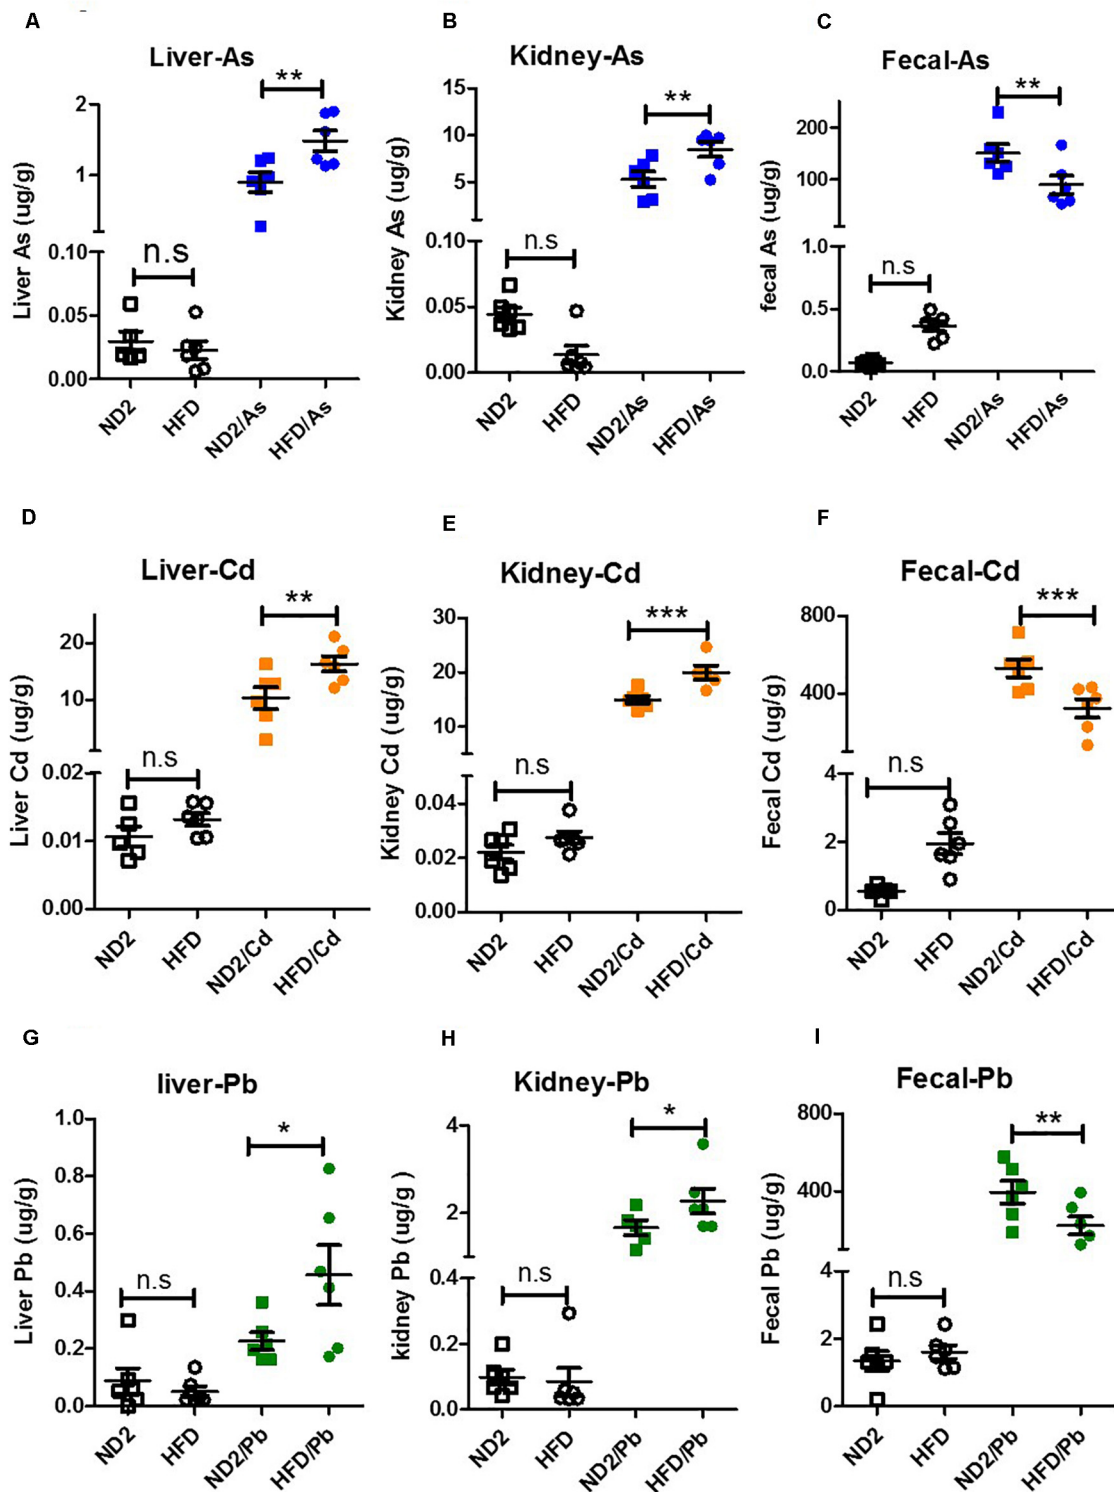 A
Liver-As
**
Liver As (ug/g)
2
1
0.10
0.05
0.00
n.s
ND2
HFD
ND2/As
HFD/As
B
Kidney-As
**
Kidney As (ug/g)
15
10
5
0.10
0.05
0.00
n.s
ND2
HFD
ND2/As
HFD/As
C
Fecal-As
**
fecal As (ug/g)
200
100
1.0
0.5
0.0
n.s
ND2
HFD
ND2/As
HFD/As
D
Liver-Cd
**
Liver Cd (ug/g)
20
10
0.02
0.01
0.00
n.s
ND2
HFD
ND2/Cd
HFD/Cd
E
Kidney-Cd
***
Kidney Cd (ug/g)
30
20
10
0.04
0.02
0.00
n.s
ND2
HFD
ND2/Cd
HFD/Cd
F
Fecal-Cd
***
Fecal Cd (ug/g)
800
400
4
2
0
n.s
ND2
HFD
ND2/Cd
HFD/Cd
G
liver-Pb
*
Liver Pb (ug/g)
1.0
0.8
0.6
0.4
0.2
0.0
n.s
ND2
HFD
ND2/Pb
HFD/Pb
H
Kidney-Pb
*
kidney Pb (ug/g )
4
2
0.4
0.2
0.0
n.s
ND2
HFD
ND2/Pb
HFD/Pb
I
Fecal-Pb
**
Fecal Pb (ug/g)
800
400
4
2
0
n.s
ND2
HFD
ND2/Pb
HFD/Pb